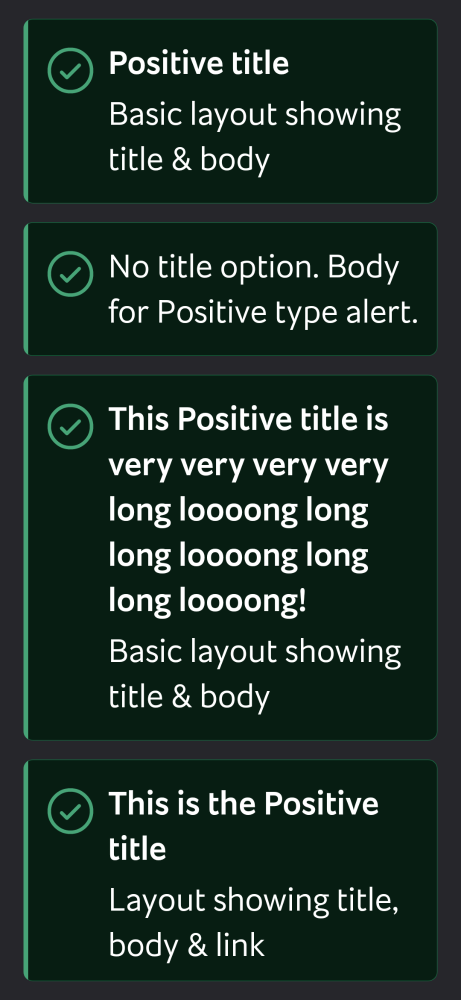 Positive title
Basic layout showing
title & body
No title option. Body
for Positive type alert.
This Positive title is
very very very very
long loooong long
long loooong long
long loooong!
Basic layout showing
title & body
This is the Positive
title
Layout showing title,
body & link